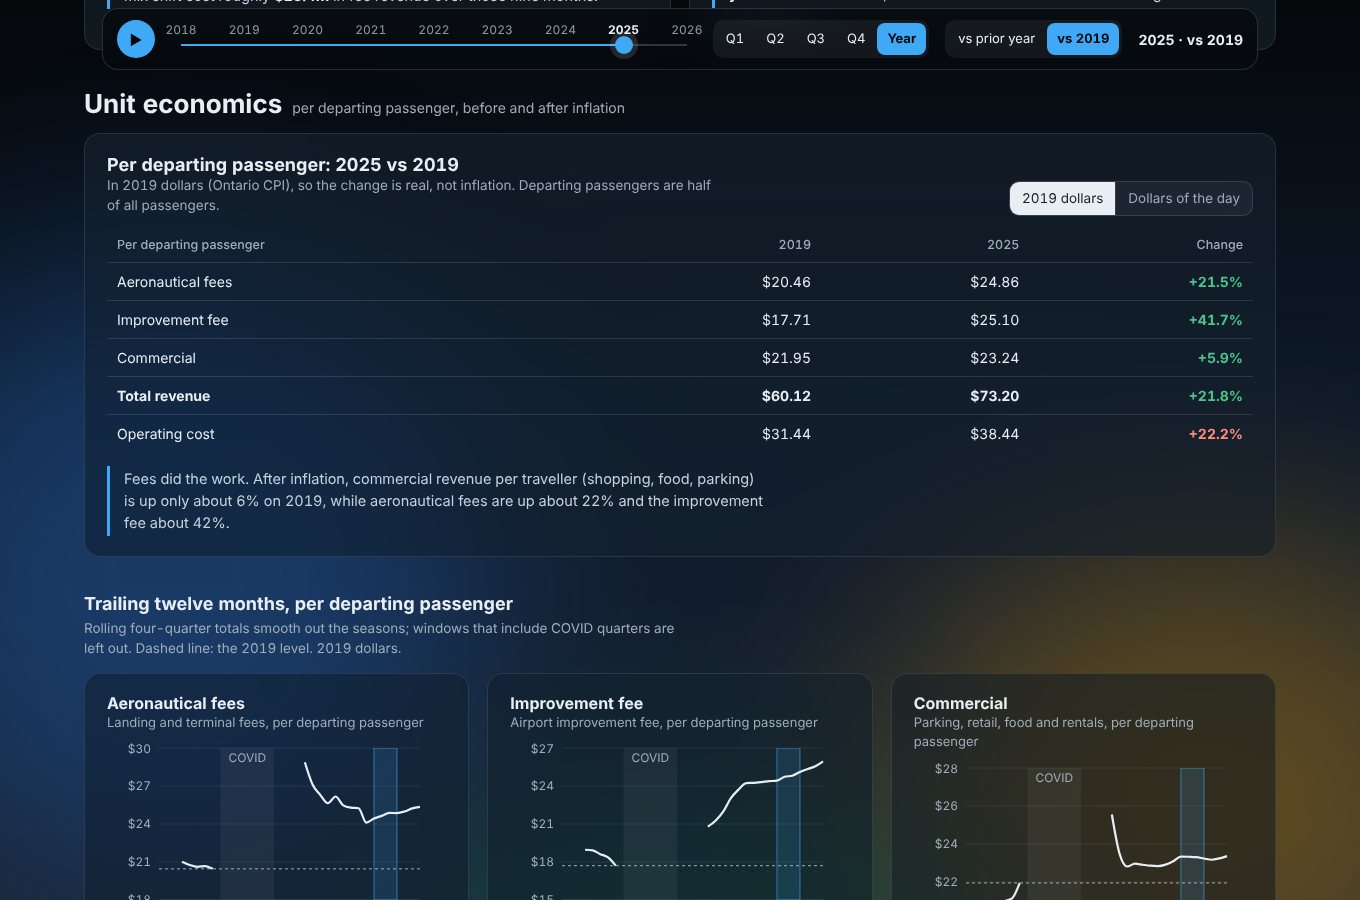 2018 2019 2020 2021 2022 2023 2024 2025 2026
Q1 Q2 Q3 Q4 Year
vs prior year vs 2019
2025 · vs 2019
Unit economics per departing passenger, before and after inflation
Per departing passenger: 2025 vs 2019
In 2019 dollars (Ontario CPI), so the change is real, not inflation. Departing passengers are half
of all passengers.
2019 dollars Dollars of the day
Per departing passenger 2019 2025 Change
Aeronautical fees $20.46 $24.86 +21.5%
Improvement fee $17.71 $25.10 +41.7%
Commercial $21.95 $23.24 +5.9%
Total revenue $60.12 $73.20 +21.8%
Operating cost $31.44 $38.44 +22.2%
Fees did the work. After inflation, commercial revenue per traveller (shopping, food, parking)
is up only about 6% on 2019, while aeronautical fees are up about 22% and the improvement
fee about 42%.
Trailing twelve months, per departing passenger
Rolling four-quarter totals smooth out the seasons; windows that include COVID quarters are
left out. Dashed line: the 2019 level. 2019 dollars.
Aeronautical fees
Landing and terminal fees, per departing passenger
$30
COVID
$27
$24
$21
$18
Improvement fee
Airport improvement fee, per departing passenger
$27
COVID
$24
$21
$18
$15
Commercial
Parking, retail, food and rentals, per departing
passenger
$28
COVID
$26
$24
$22